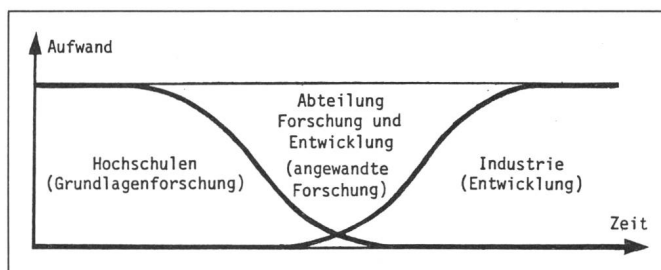 Aufwand
Abteilung
Forschung und
Entwicklung
(angewandte
Forschung)
Hochschulen
(Grundlagenforschung)
Industrie
(Entwicklung)
Zeit